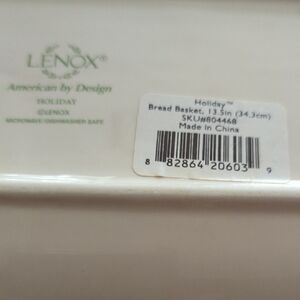 LENOX®
American by Design
HOLIDAY
©LENOX
MICROWAVE/DISHWASHER SAFE
Holiday™
Bread Basket, 13.5in (34.3cm)
SKU#804468
Made In China
8 82864 20603 9